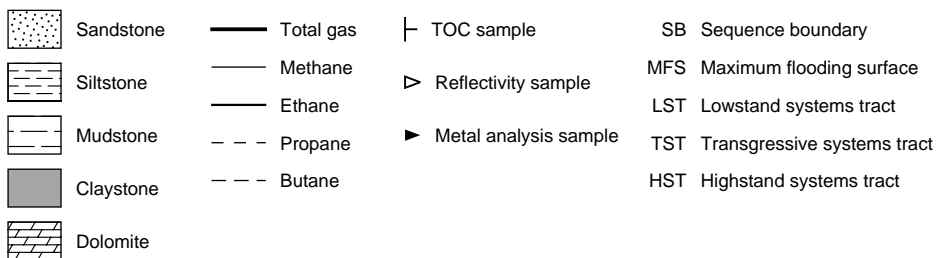 Sandstone
Siltstone
Mudstone
Claystone
Dolomite
Total gas
Methane
Ethane
Propane
Butane
TOC sample
Reflectivity sample
Metal analysis sample
SB Sequence boundary
MFS Maximum flooding surface
LST Lowstand systems tract
TST Transgressive systems tract
HST Highstand systems tract